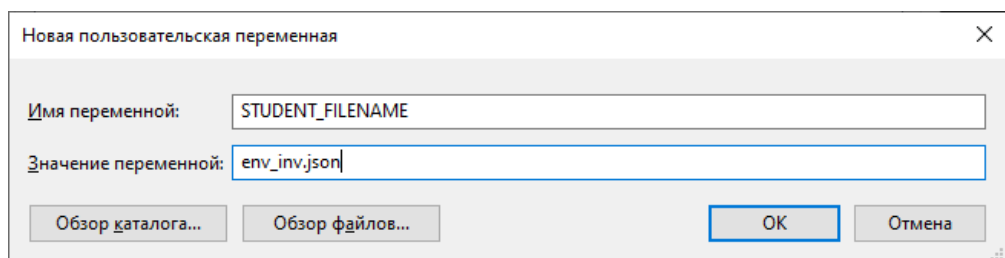 Новая пользовательская переменная
Имя переменной: STUDENT_FILENAME
Значение переменной: env_inv.json
Обзор каталога... Обзор файлов... OK Отмена